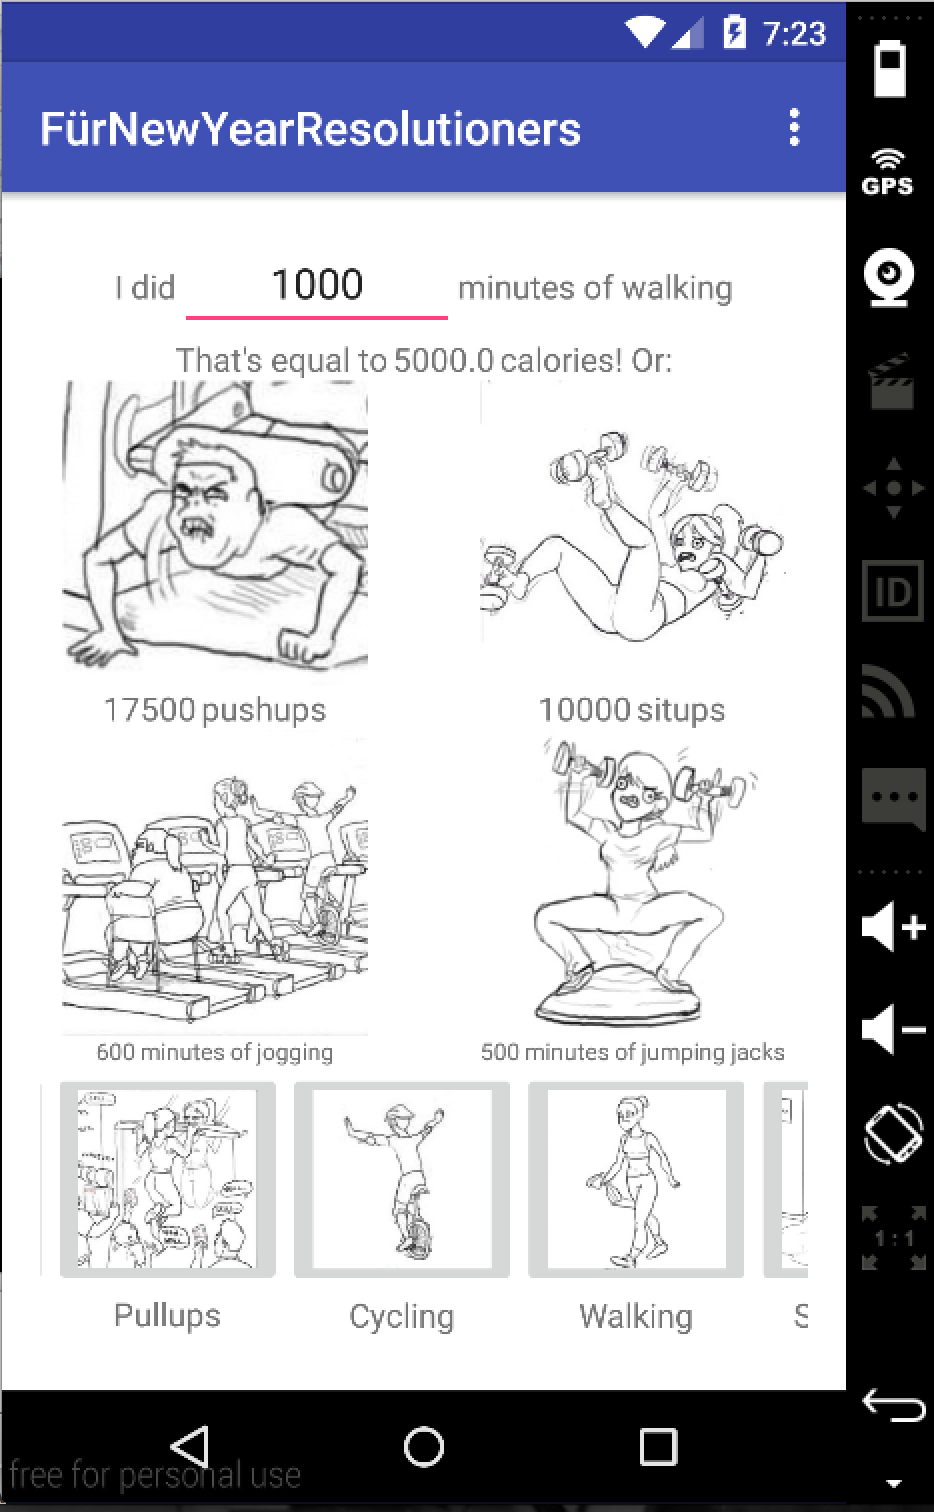 7:23
FürNewYearResolutioners
GPS
I did 1000 minutes of walking
That's equal to 5000.0 calories! Or:
ID
17500 pushups
10000 situps
600 minutes of jogging
500 minutes of jumping jacks
1:1
Pullups
Cycling
Walking
S
free for personal use